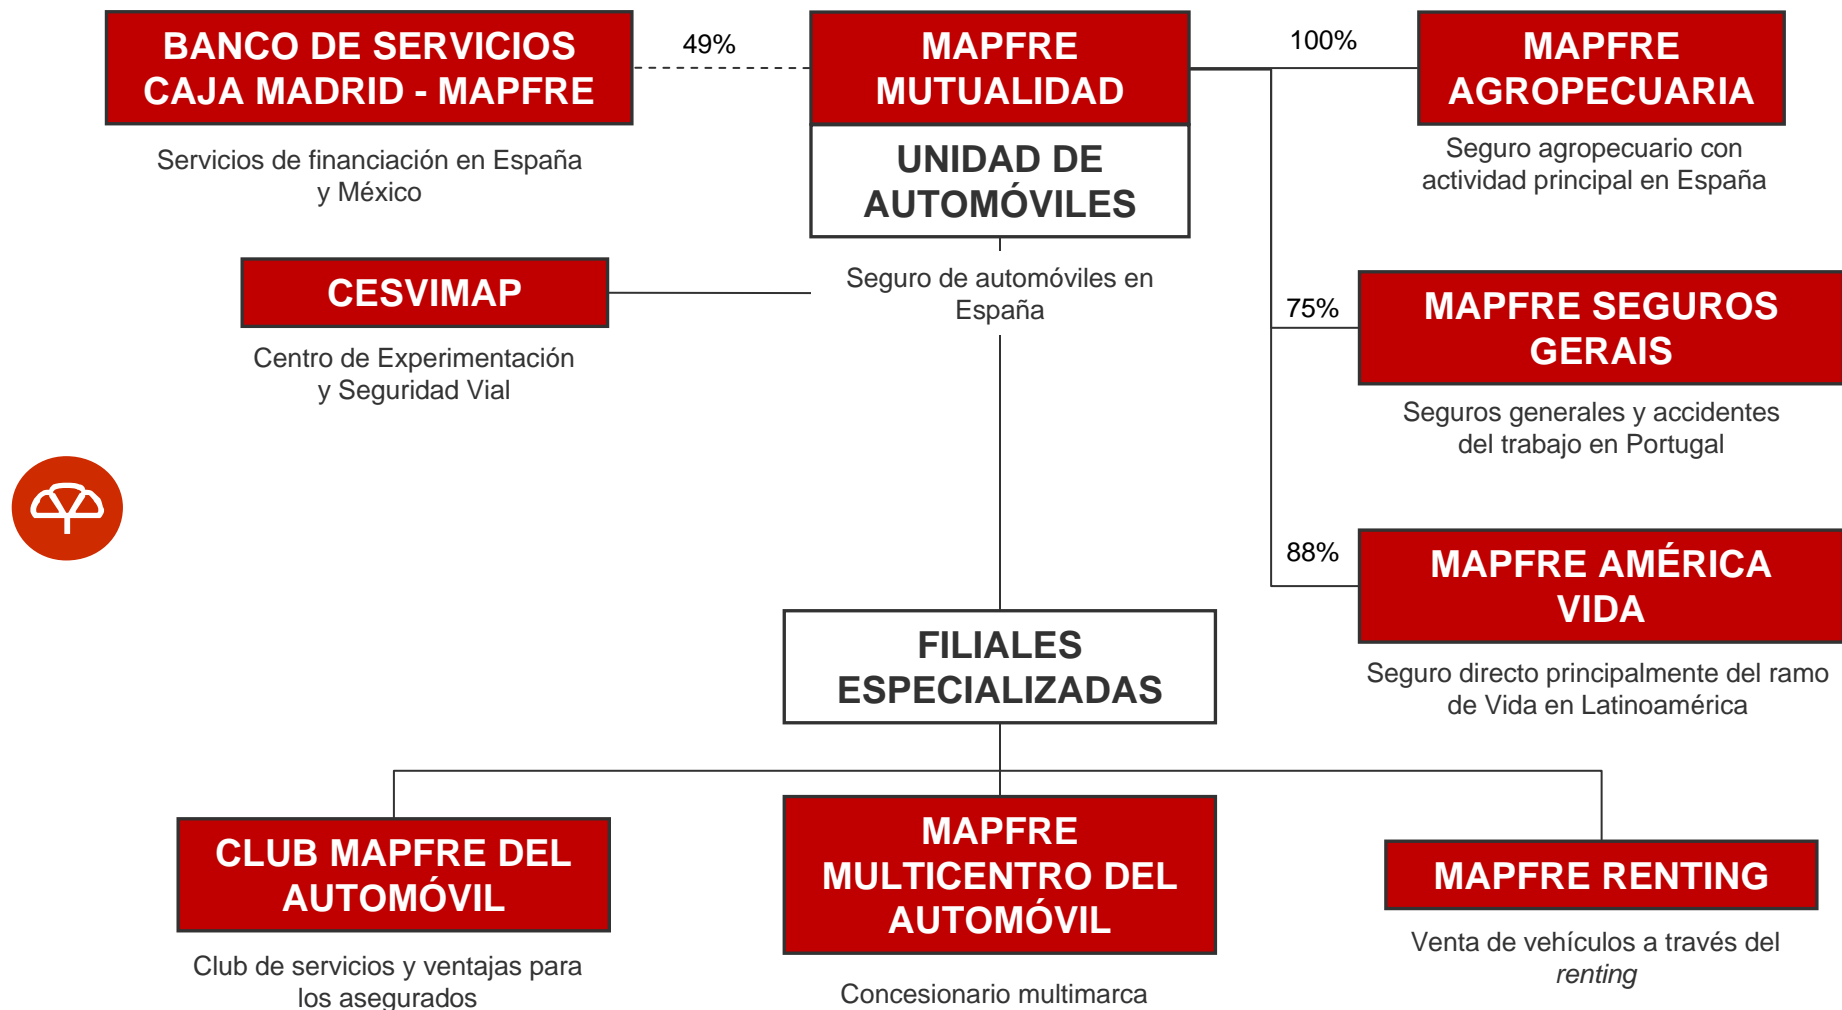 BANCO DE SERVICIOS
CAJA MADRID - MAPFRE
49%
MAPFRE
MUTUALIDAD
100%
MAPFRE
AGROPECUARIA
Servicios de financiación en España
y México
UNIDAD DE
AUTOMÓVILES
Seguro agropecuario con
actividad principal en España
CESVIMAP
Seguro de automóviles en
España
75%
MAPFRE SEGUROS
GERAIS
Centro de Experimentación
y Seguridad Vial
Seguros generales y accidentes
del trabajo en Portugal
88%
MAPFRE AMÉRICA
VIDA
Seguro directo principalmente del ramo
de Vida en Latinoamérica
FILIALES
ESPECIALIZADAS
CLUB MAPFRE DEL
AUTOMÓVIL
Club de servicios y ventajas para
los asegurados
MAPFRE
MULTICENTRO DEL
AUTOMÓVIL
Concesionario multimarca
MAPFRE RENTING
Venta de vehículos a través del
renting